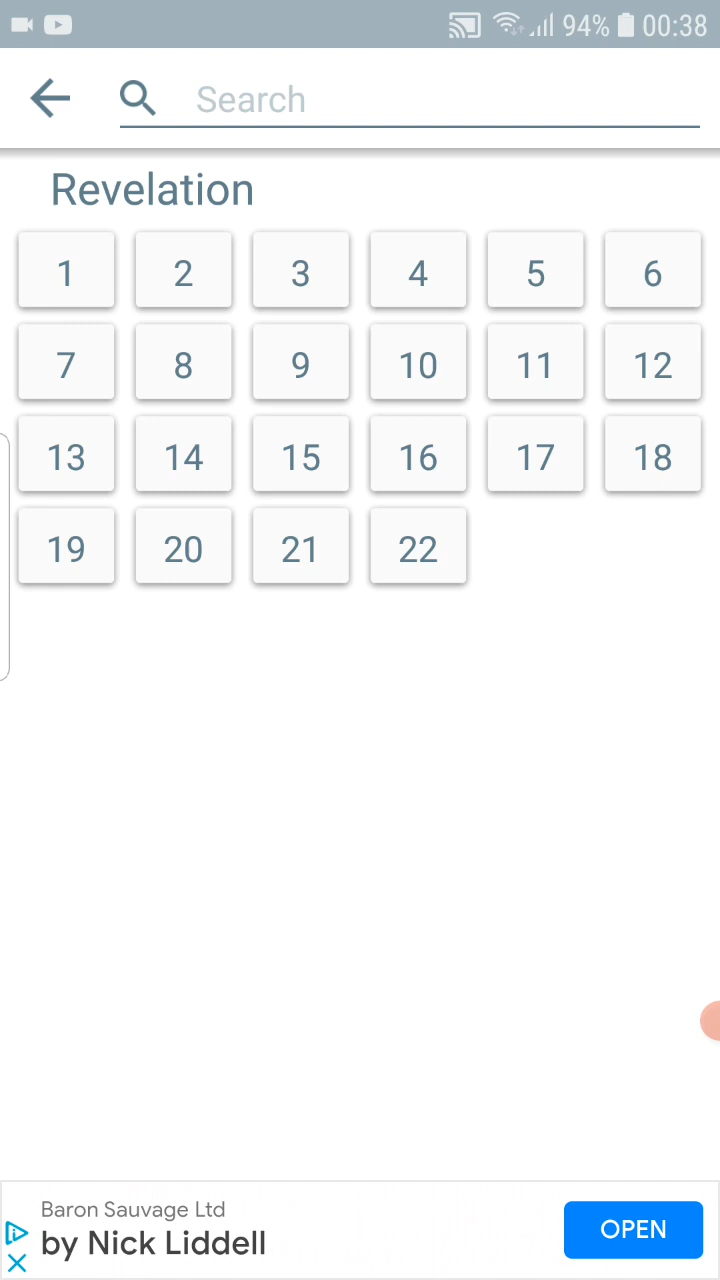 94% 00:38
Search
Revelation
1 2 3 4 5 6
7 8 9 10 11 12
13 14 15 16 17 18
19 20 21 22
Baron Sauvage Ltd
by Nick Liddell
OPEN